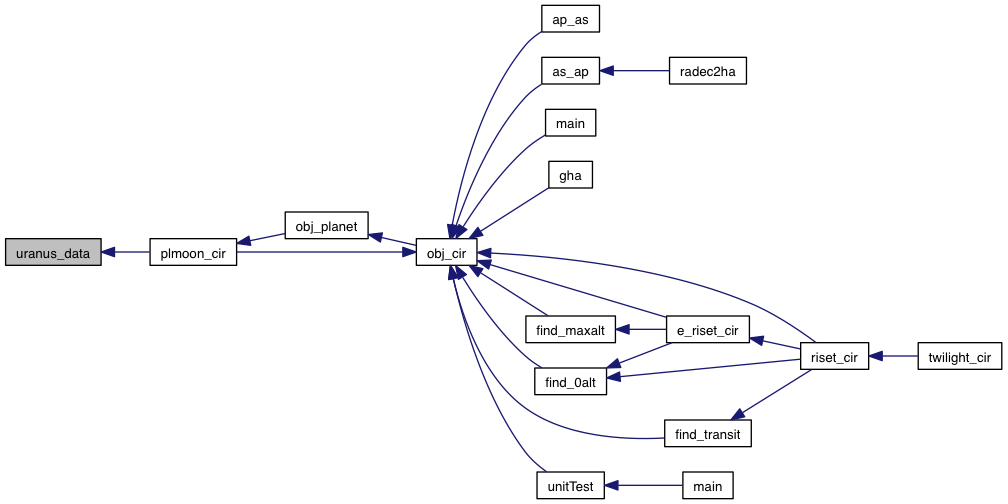 ap_as
as_ap
radec2ha
main
gha
obj_planet
uranus_data
plmoon_cir
obj_cir
find_maxalt
e_riset_cir
riset_cir
twilight_cir
find_0alt
find_transit
unitTest
main